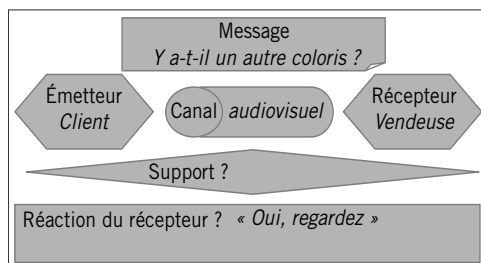 Message
Y a-t-il un autre coloris ?
Émetteur
Client
Canal audiovisuel
Récepteur
Vendeuse
Support ?
Réaction du récepteur ? « Oui, regardez »